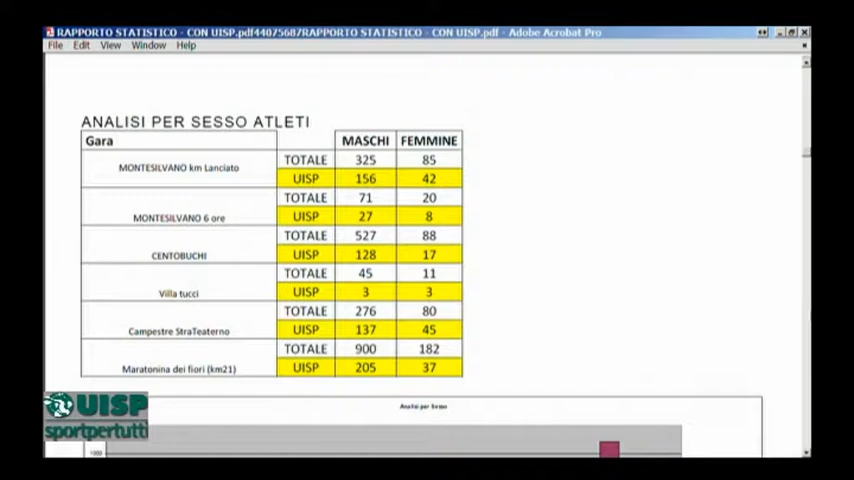 RAPPORTO STATISTICO - CON UISP.pdf44075687RAPPORTO STATISTICO - CON UISP.pdf - Adobe Acrobat Pro
File Edit View Window Help
ANALISI PER SESSO ATLETI
Gara MASCHI FEMMINE
MONTESILVANO km Lanciato TOTALE 325 85
UISP 156 42
TOTALE 71 20
MONTESILVANO 6 ore UISP 27 8
TOTALE 527 88
CENTOBUCHI UISP 128 17
TOTALE 45 11
Villa tucci UISP 3 3
TOTALE 276 80
Campestre StraTeaterno UISP 137 45
TOTALE 900 182
Maratonina dei fiori (km21) UISP 205 37
UISP
sportpertutti
Analisi per Sesso
1000